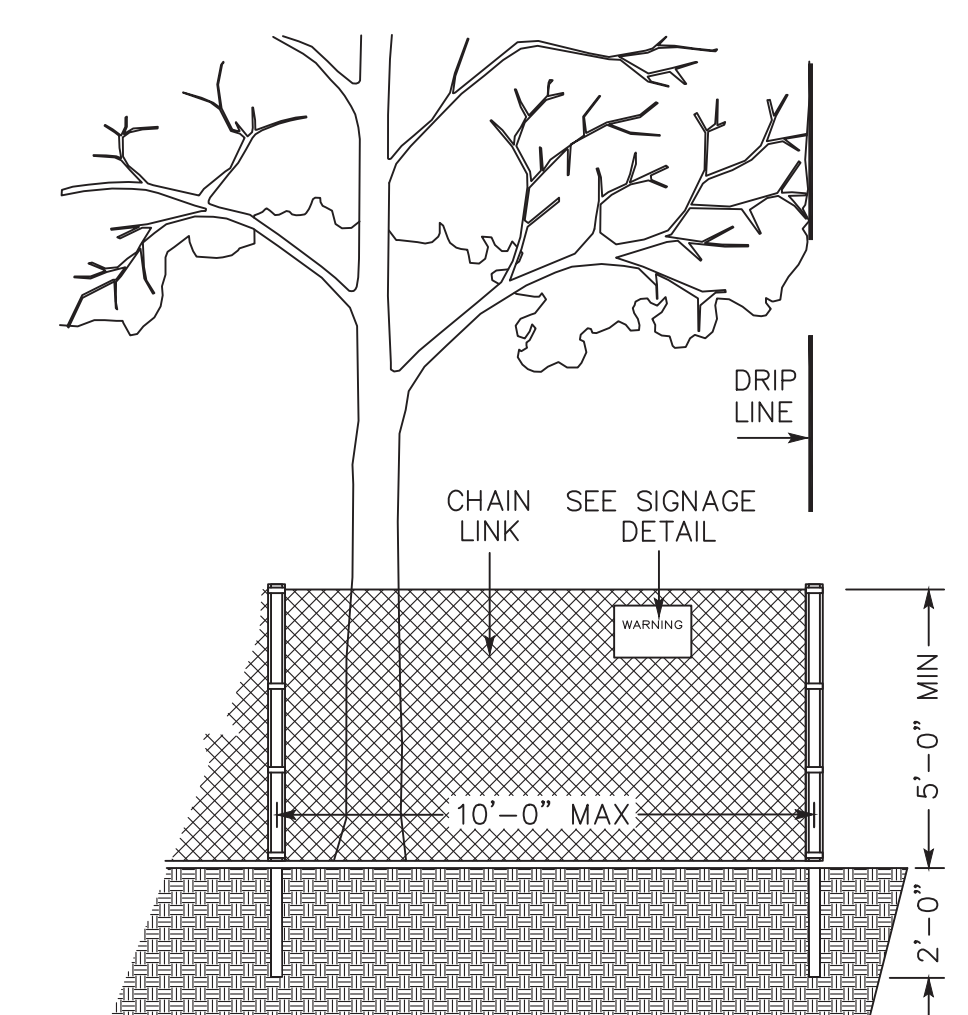 DRIP
LINE
CHAIN
LINK
SEE SIGNAGE
DETAIL
WARNING
5'-0" MIN
10'-0" MAX
2'-0"